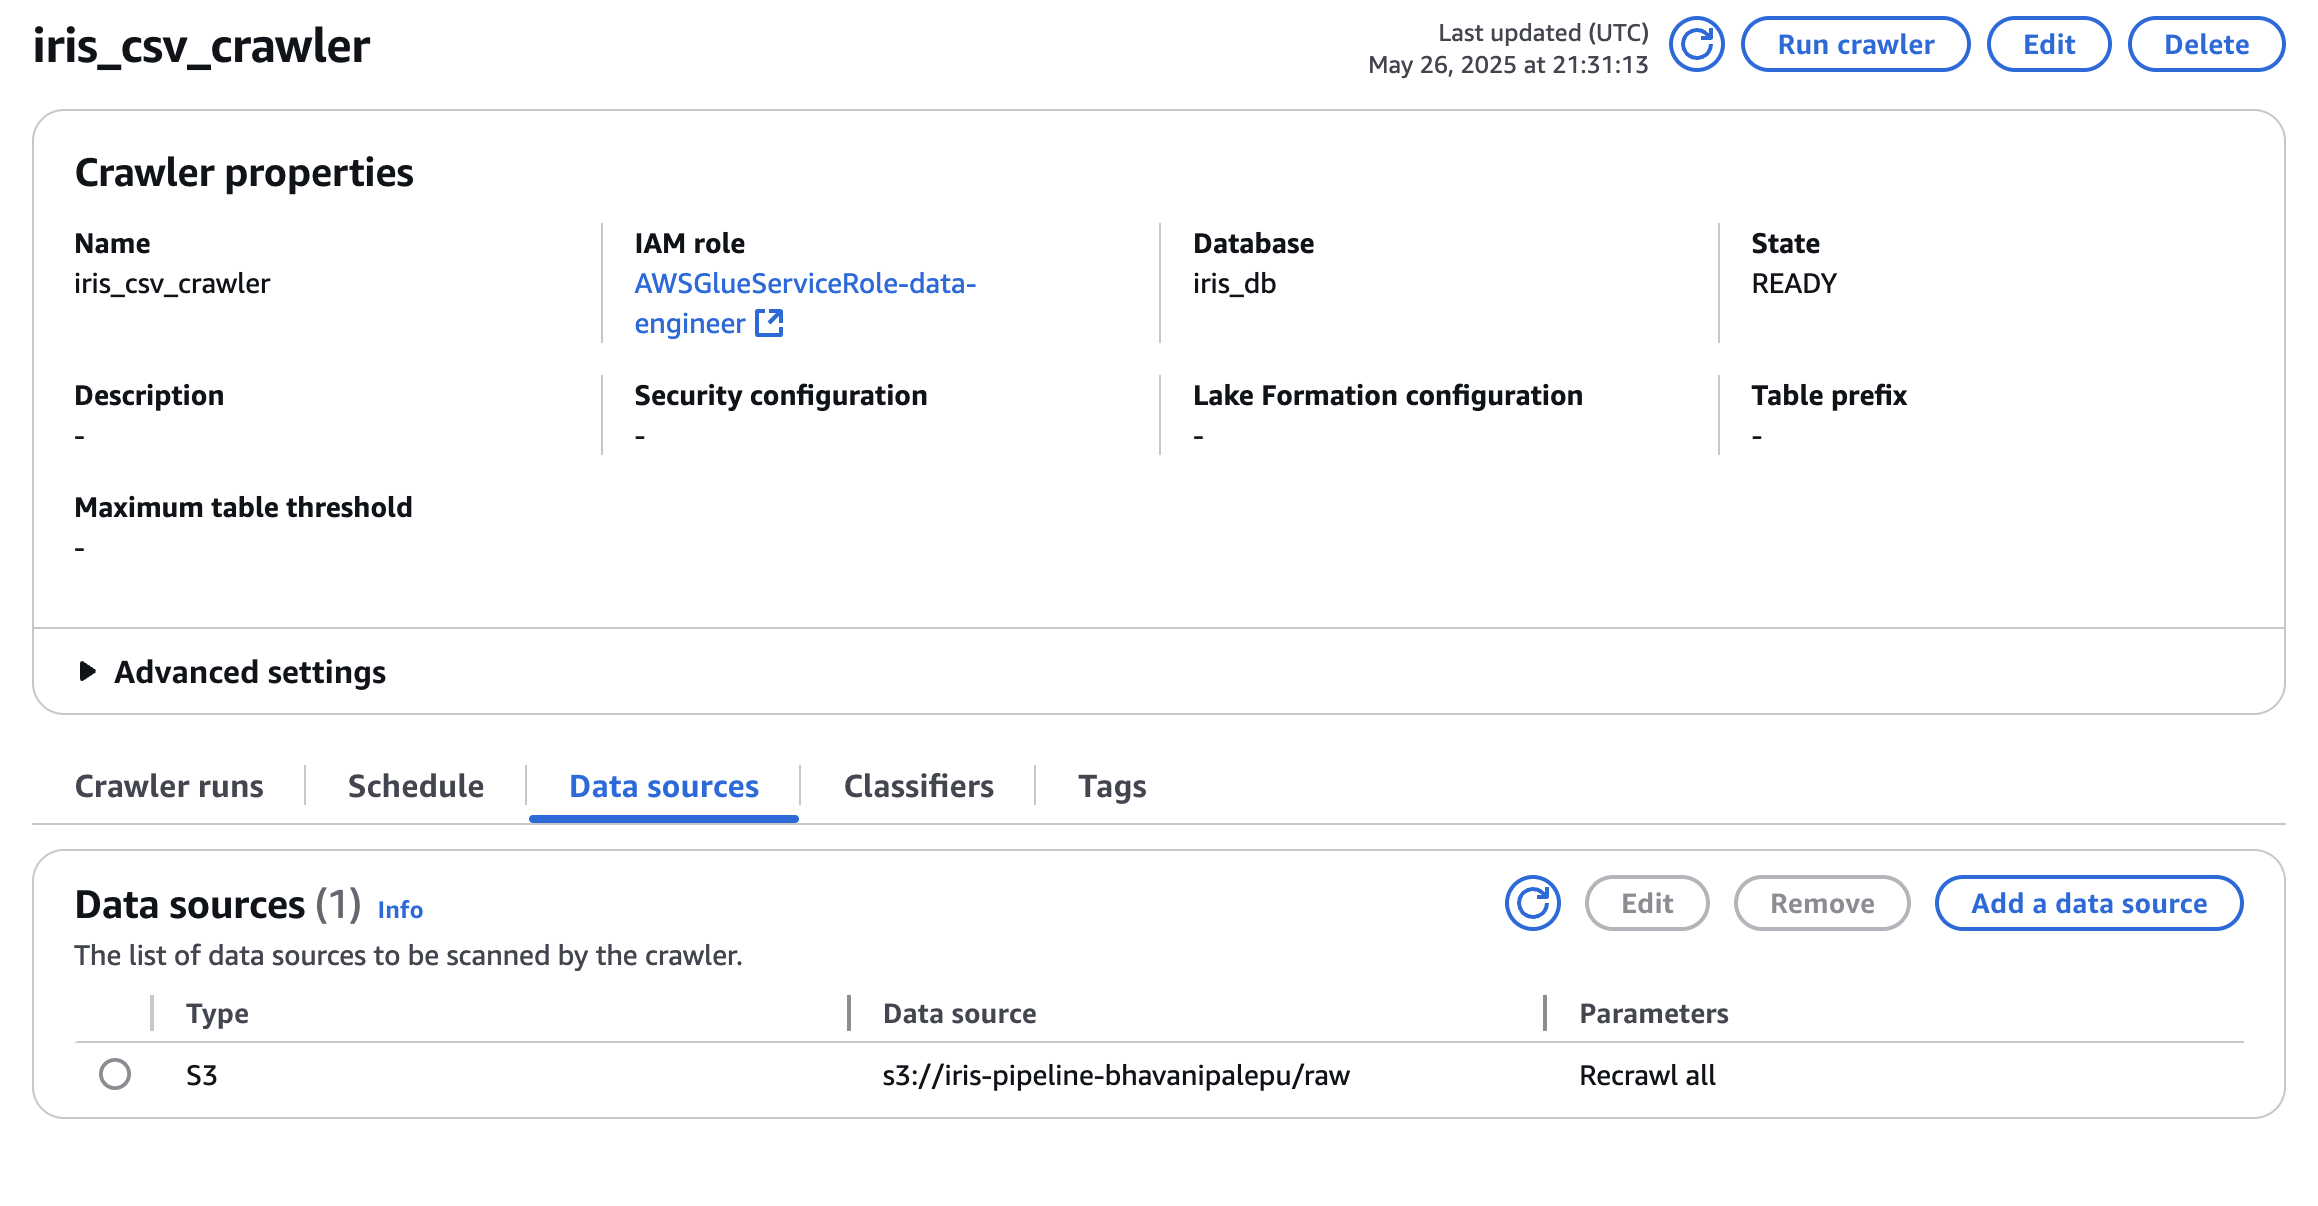 iris_csv_crawler
Last updated (UTC)
May 26, 2025 at 21:31:13
Run crawler
Edit
Delete
Crawler properties
Name
iris_csv_crawler
IAM role
AWSGlueServiceRole-data-
engineer
Database
iris_db
State
READY
Description
-
Security configuration
-
Lake Formation configuration
-
Table prefix
-
Maximum table threshold
-
Advanced settings
Crawler runs
Schedule
Data sources
Classifiers
Tags
Data sources (1) Info
Edit
Remove
Add a data source
The list of data sources to be scanned by the crawler.
Type
Data source
Parameters
S3
s3://iris-pipeline-bhavanipalepu/raw
Recrawl all